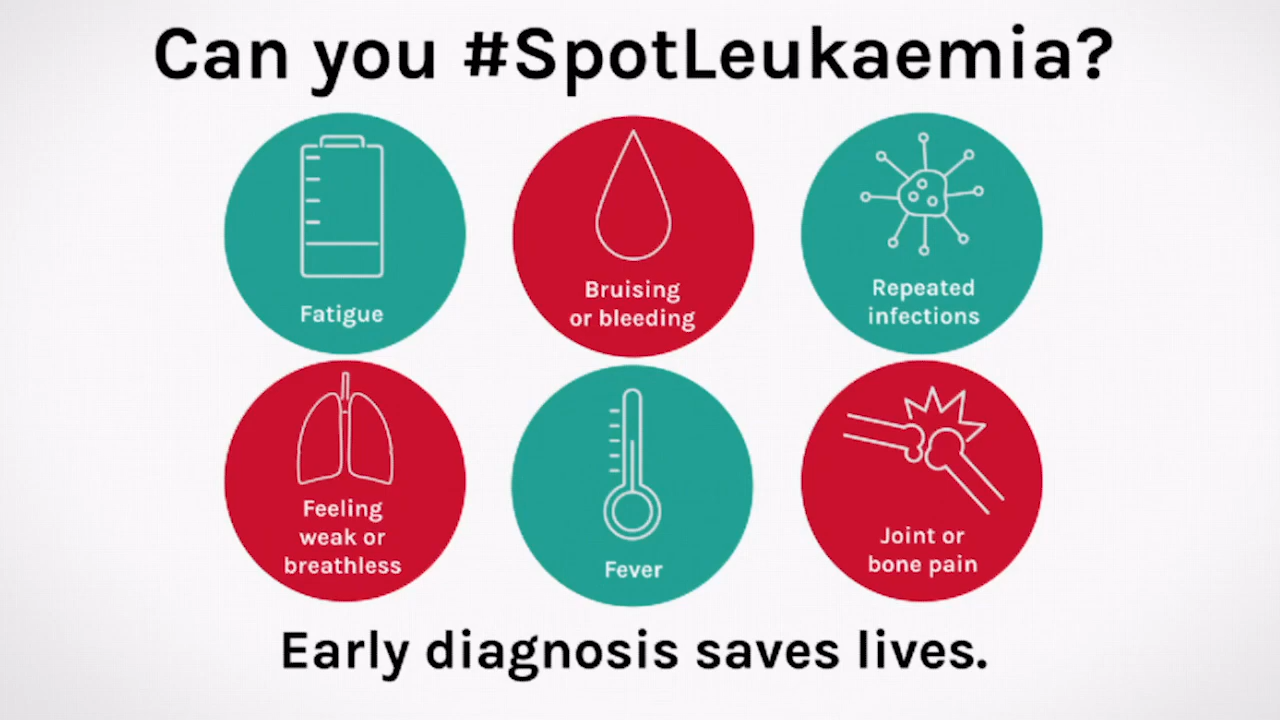 Can you #SpotLeukaemia?
Fatigue
Bruising
or bleeding
Repeated
infections
Feeling
weak or
breathless
Fever
Joint or
bone pain
Early diagnosis saves lives.